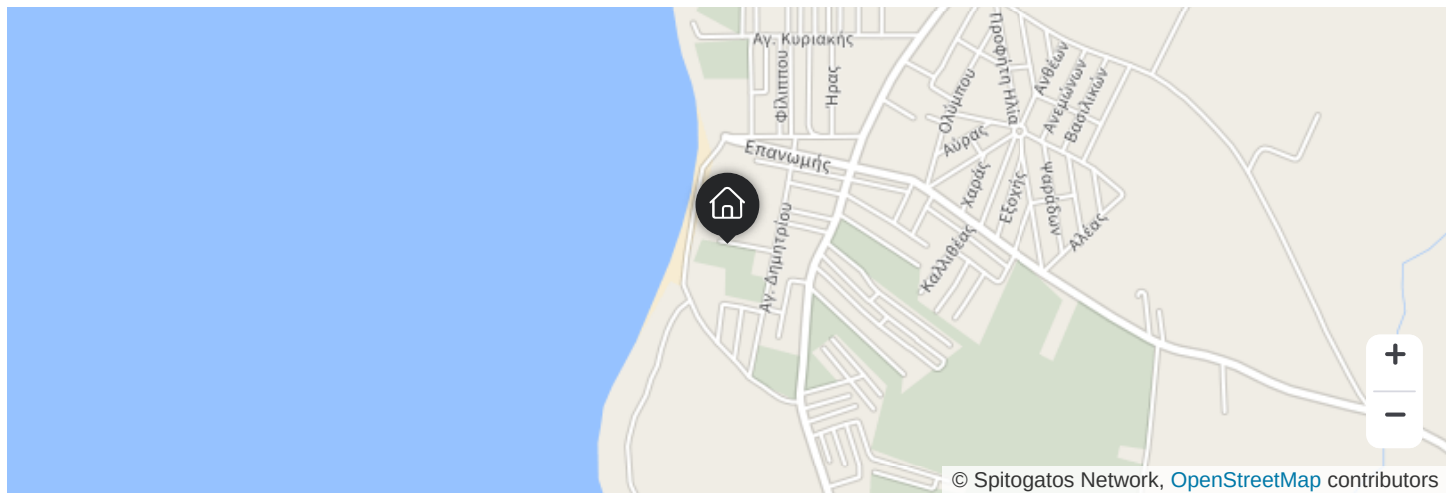 Αγ. Κυριακής
Φιλίππου
Ήρας
Προφήτη Ηλία
Ανθέων
Ανεμώνων
Βασιλικών
Ολύμπου
Αύρας
Επανωμής
Χαράς
Εξοχής
Ψαράδων
Αλέας
Καλλιθέας
Αγ. Δημητρίου
+
−
© Spitogatos Network, OpenStreetMap contributors